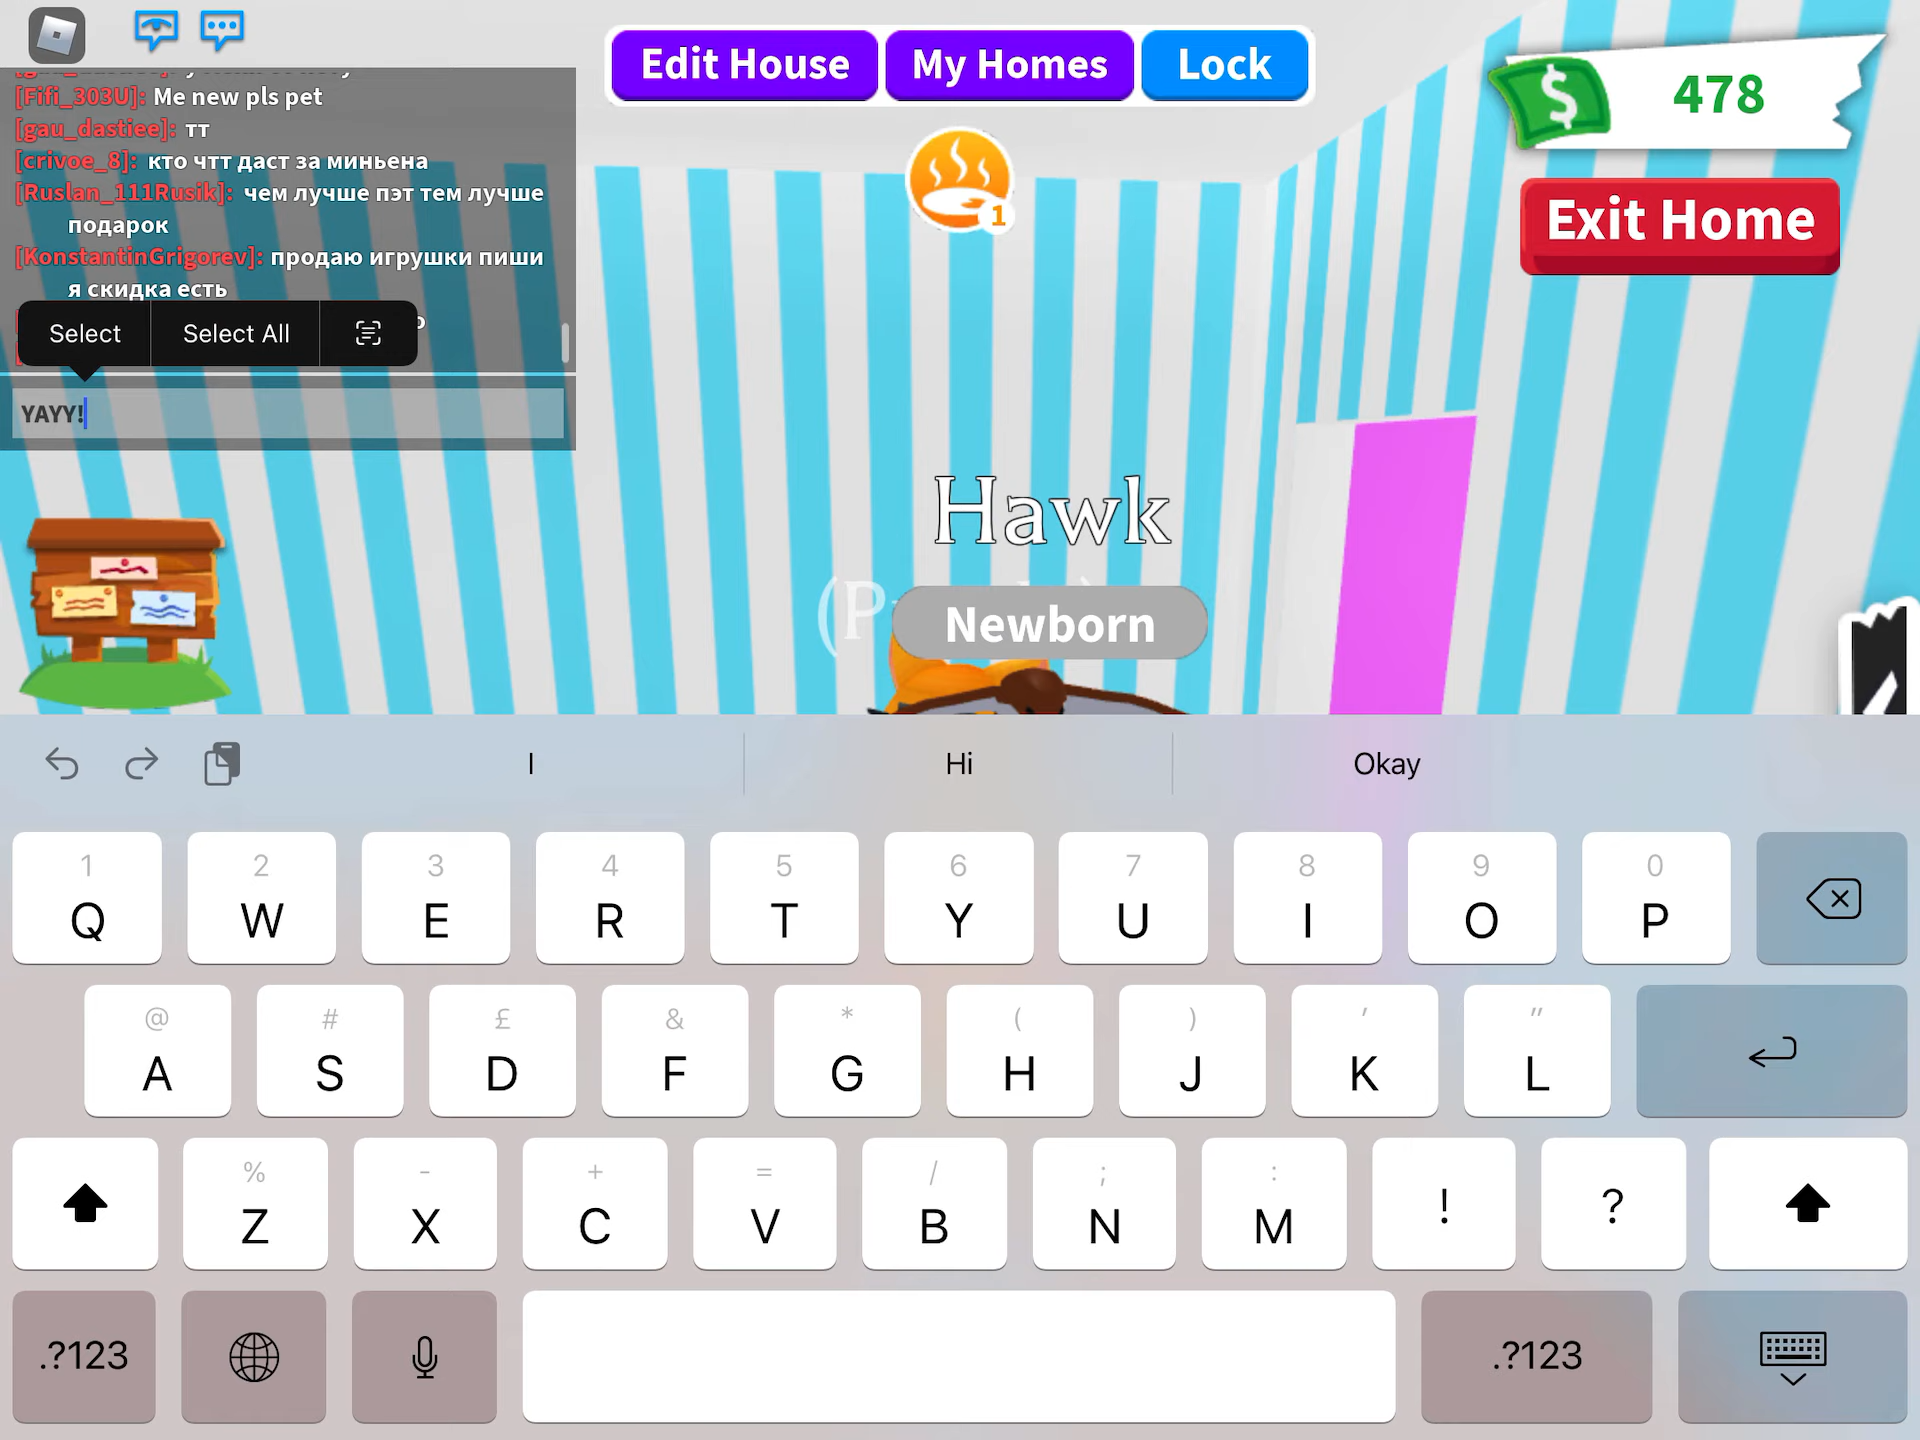 Edit House
My Homes
Lock
478
Exit Home
1
[Fifi_303U]: Me new pls pet
[gau_dastiee]: тт
[crivoe_8]: кто чтт даст за миньена
[Ruslan_111Rusik]: чем лучше пэт тем лучше
подарок
[KonstantinGrigorev]: продаю игрушки пиши
я скидка есть
Select
Select All
YAYY!
Hawk
Newborn
I
Hi
Okay
1 2 3 4 5 6 7 8 9 0
Q W E R T Y U I O P
@ # £ & * ( ) ' "
A S D F G H J K L
% - + = / ; :
Z X C V B N M ! ?
.?123
.?123